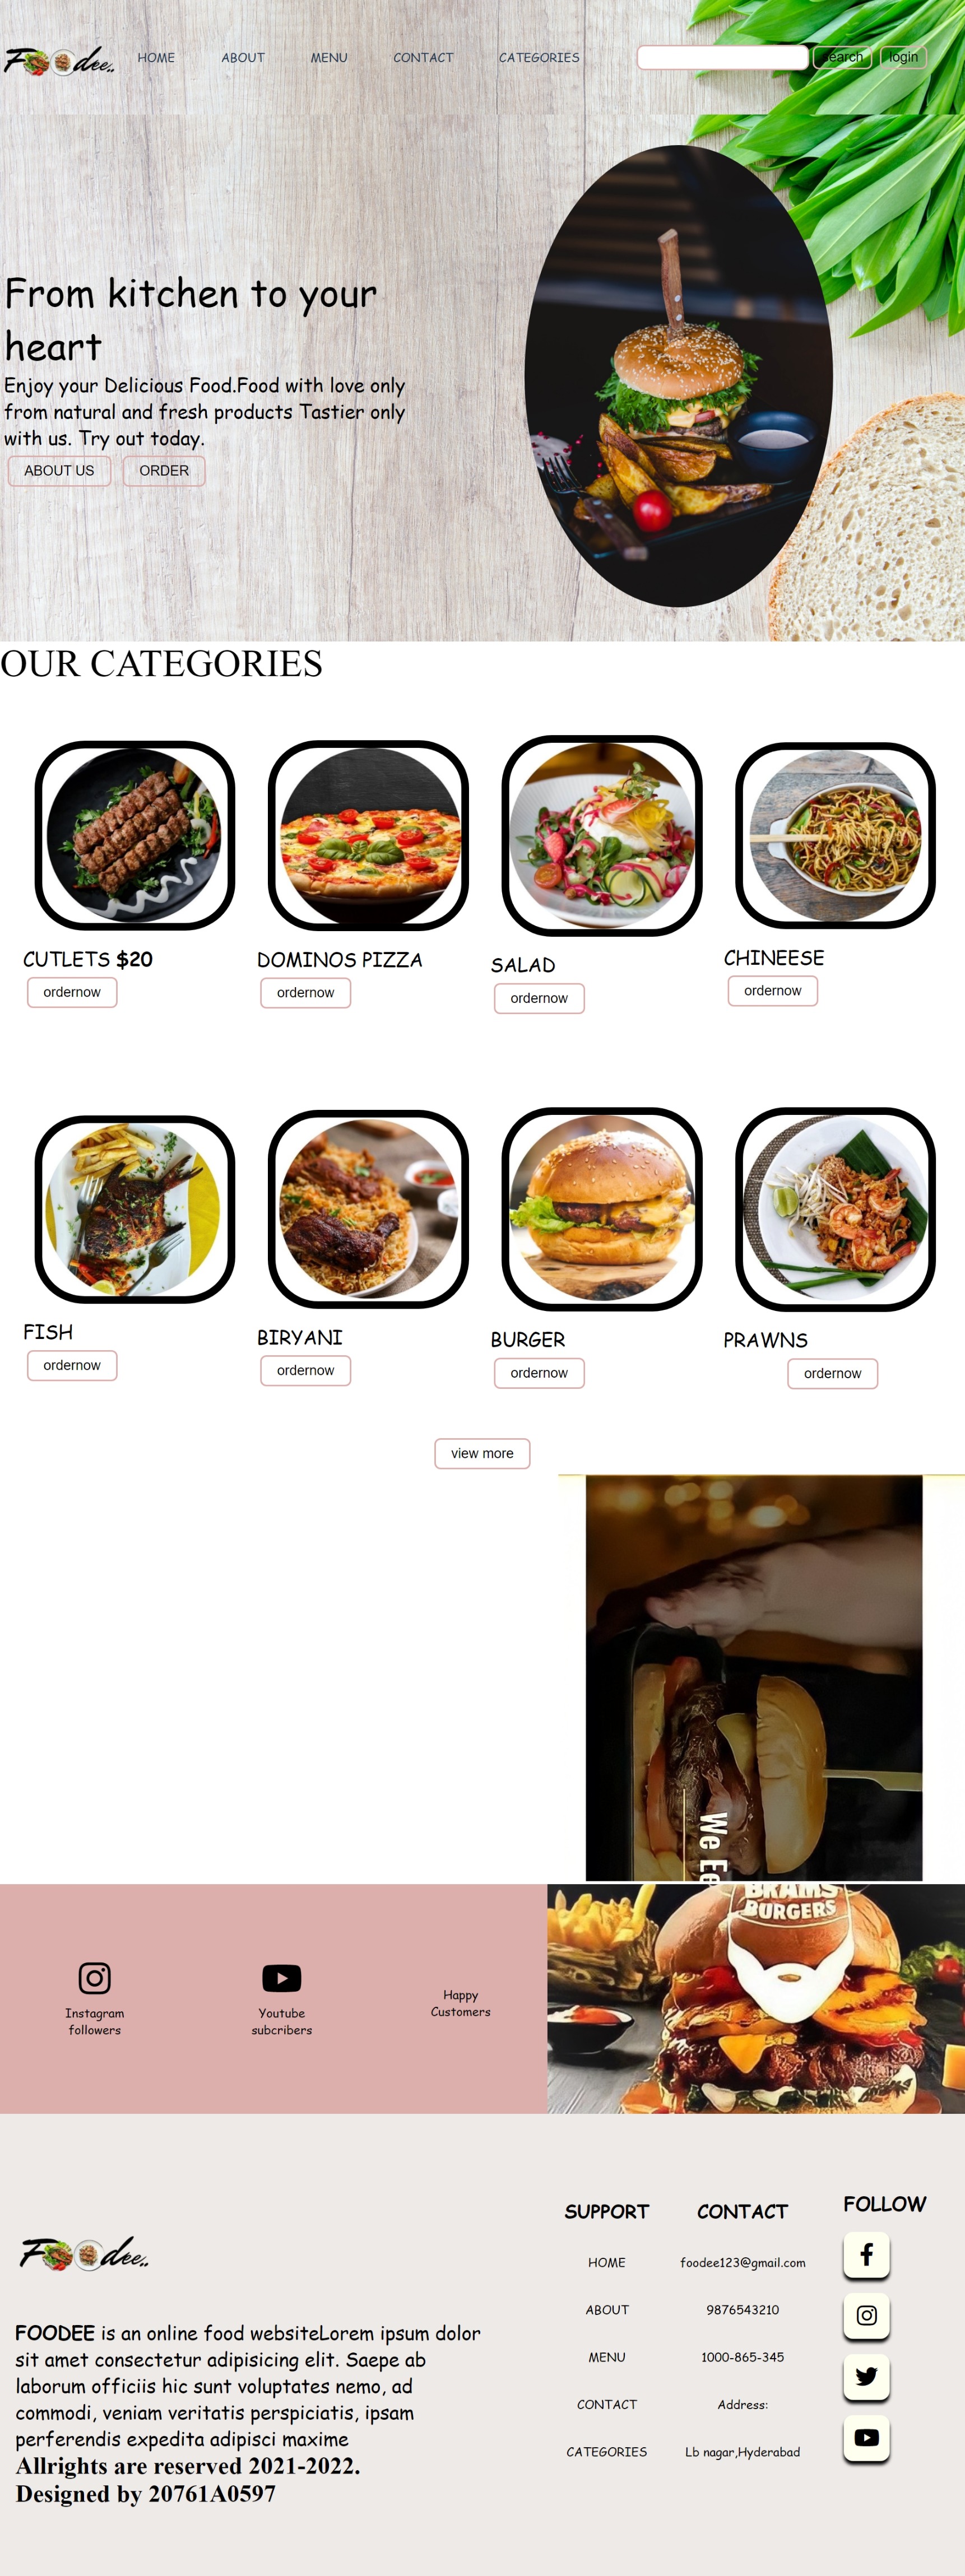 Foodee..
HOME
ABOUT
MENU
CONTACT
CATEGORIES
search
login
From kitchen to your
heart
Enjoy your Delicious Food.Food with love only
from natural and fresh products Tastier only
with us. Try out today.
ABOUT US
ORDER
OUR CATEGORIES
CUTLETS $20
ordernow
DOMINOS PIZZA
ordernow
SALAD
ordernow
CHINEESE
ordernow
FISH
ordernow
BIRYANI
ordernow
BURGER
ordernow
PRAWNS
ordernow
view more
We Ee
BRAMS
BURGERS
Instagram
followers
Youtube
subcribers
Happy
Customers
Foodee..
FOODEE is an online food websiteLorem ipsum dolor
sit amet consectetur adipisicing elit. Saepe ab
laborum officiis hic sunt voluptates nemo, ad
commodi, veniam veritatis perspiciatis, ipsam
perferendis expedita adipisci maxime
Allrights are reserved 2021-2022.
Designed by 20761A0597
SUPPORT
HOME
ABOUT
MENU
CONTACT
CATEGORIES
CONTACT
foodee123@gmail.com
9876543210
1000-865-345
Address:
Lb nagar,Hyderabad
FOLLOW